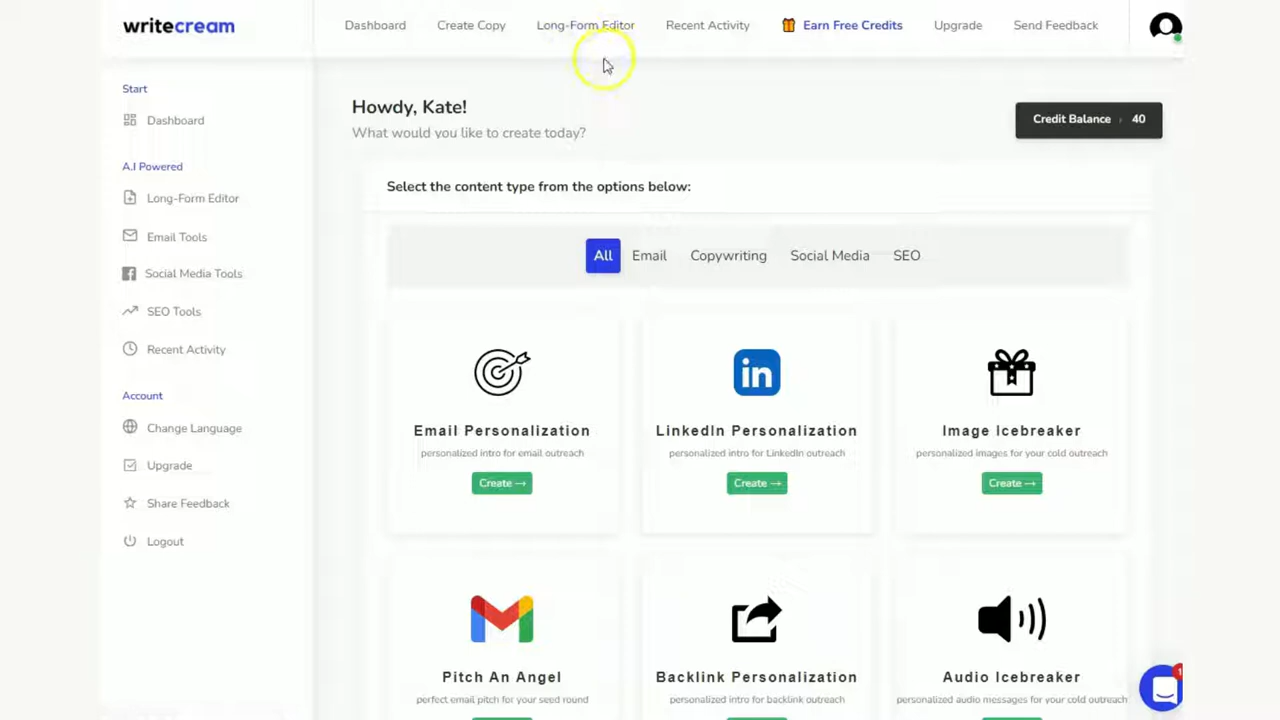 writecream
Dashboard
Create Copy
Long-Form Editor
Recent Activity
Earn Free Credits
Upgrade
Send Feedback
Start
Dashboard
A.I Powered
Long-Form Editor
Email Tools
Social Media Tools
SEO Tools
Recent Activity
Account
Change Language
Upgrade
Share Feedback
Logout
Howdy, Kate!
What would you like to create today?
Credit Balance › 40
Select the content type from the options below:
All
Email
Copywriting
Social Media
SEO
in
Email Personalization
personalized intro for email outreach
Create →
LinkedIn Personalization
personalized intro for LinkedIn outreach
Create →
Image Icebreaker
personalized images for your cold outreach
Create →
Pitch An Angel
perfect email pitch for your seed round
Backlink Personalization
personalized intro for backlink outreach
Audio Icebreaker
personalized audio messages for your cold outreach
1